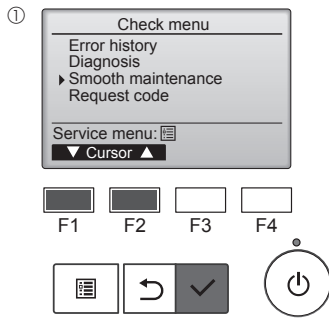 ①
Check menu
Error history
Diagnosis
Smooth maintenance
Request code
Service menu:
▼ Cursor ▲
F1 F2 F3 F4